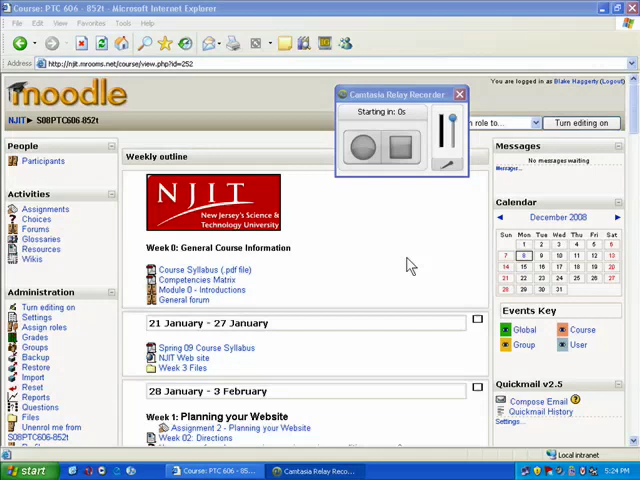 Course: PTC 606 - 852t - Microsoft Internet Explorer
File Edit View Favorites Tools Help
Address http://njit.mrooms.net/course/view.php?id=252
You are logged in as Blake Haggerty (Logout)
moodle
NJIT ► S08PTC606-852t
role to...
Turn editing on
Camtasia Relay Recorder
Starting in: 0s
People
Participants
Activities
Assignments
Choices
Forums
Glossaries
Resources
Wikis
Administration
Turn editing on
Settings
Assign roles
Grades
Groups
Backup
Restore
Import
Reset
Reports
Questions
Files
Unenrol me from
S08PTC606-852t
Weekly outline
NJIT
New Jersey's Science &
Technology University
Week 0: General Course Information
Course Syllabus (.pdf file)
Competencies Matrix
Module 0 - Introductions
General forum
21 January - 27 January
Spring 09 Course Syllabus
NJIT Web site
Week 3 Files
28 January - 3 February
Week 1: Planning your Website
Assignment 2 - Planning your Website
Week 02: Directions
Messages
No messages waiting
Messages...
Calendar
December 2008
Sun Mon Tue Wed Thu Fri Sat
1 2 3 4 5 6
7 8 9 10 11 12 13
14 15 16 17 18 19 20
21 22 23 24 25 26 27
28 29 30 31
Events Key
Global Course
Group User
Quickmail v2.5
Compose Email
Quickmail History
Settings...
Local intranet
start
Course: PTC 606 - 85...
Camtasia Relay Reco...
5:24 PM